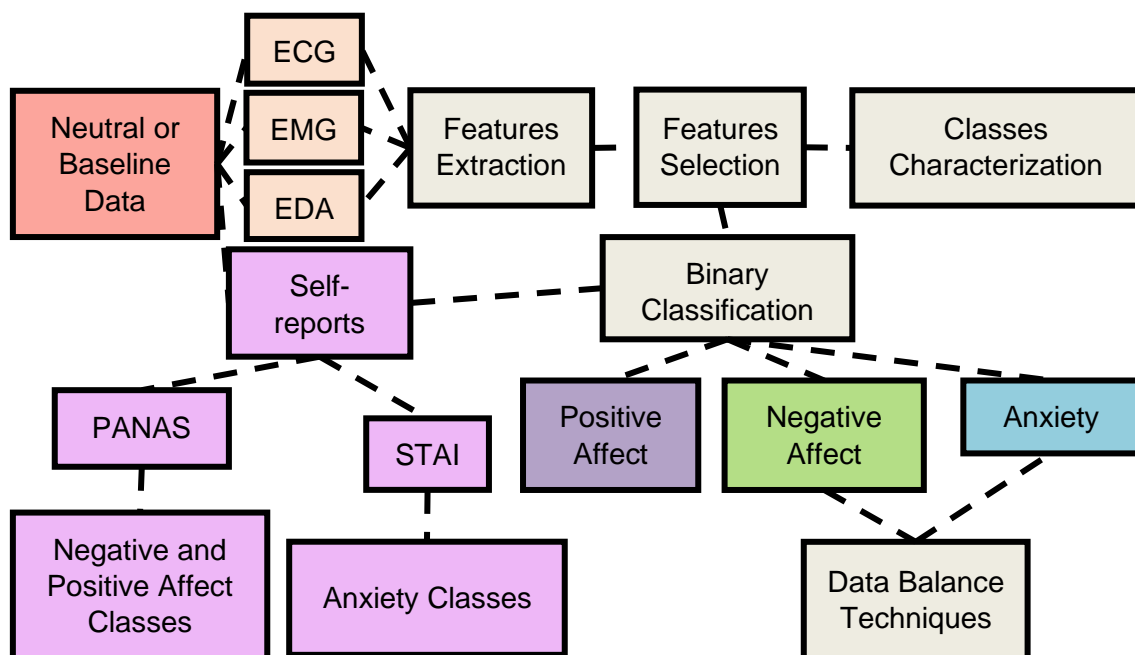 ECG
EMG
EDA
Neutral or
Baseline
Data
Features
Extraction
Features
Selection
Classes
Characterization
Self-
reports
Binary
Classification
PANAS
STAI
Positive
Affect
Negative
Affect
Anxiety
Negative and
Positive Affect
Classes
Anxiety Classes
Data Balance
Techniques